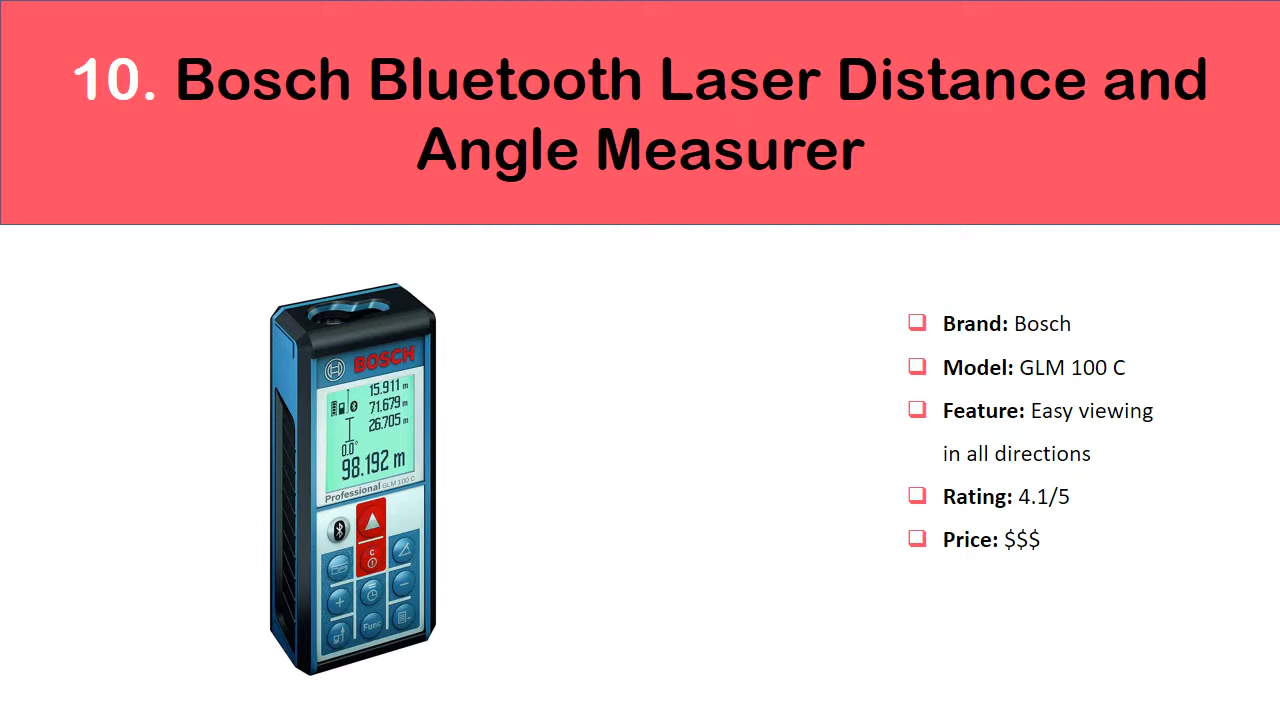 10. Bosch Bluetooth Laser Distance and
Angle Measurer
Brand: Bosch
Model: GLM 100 C
Feature: Easy viewing
in all directions
Rating: 4.1/5
Price: $$$
BOSCH
15.911 m
71.679 m
26.705 m
0.0°
98.192 m
Professional GLM 100 C
C
Func